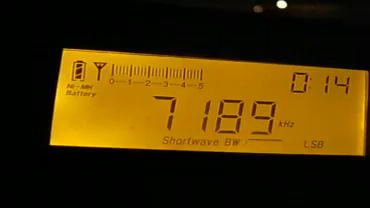 0:14
0 1 2 3 4 5
Ni-MH
Battery
7189 kHz
Shortwave BW
LSB